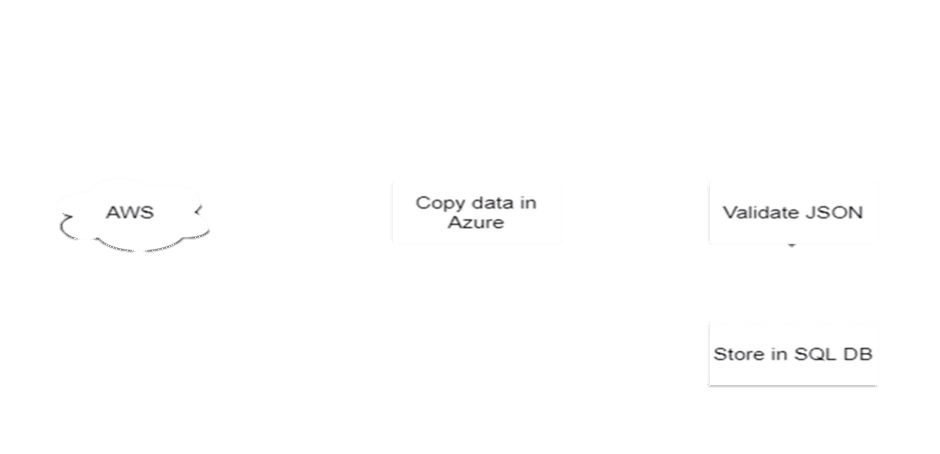 AWS
Copy data in
Azure
Validate JSON
Store in SQL DB